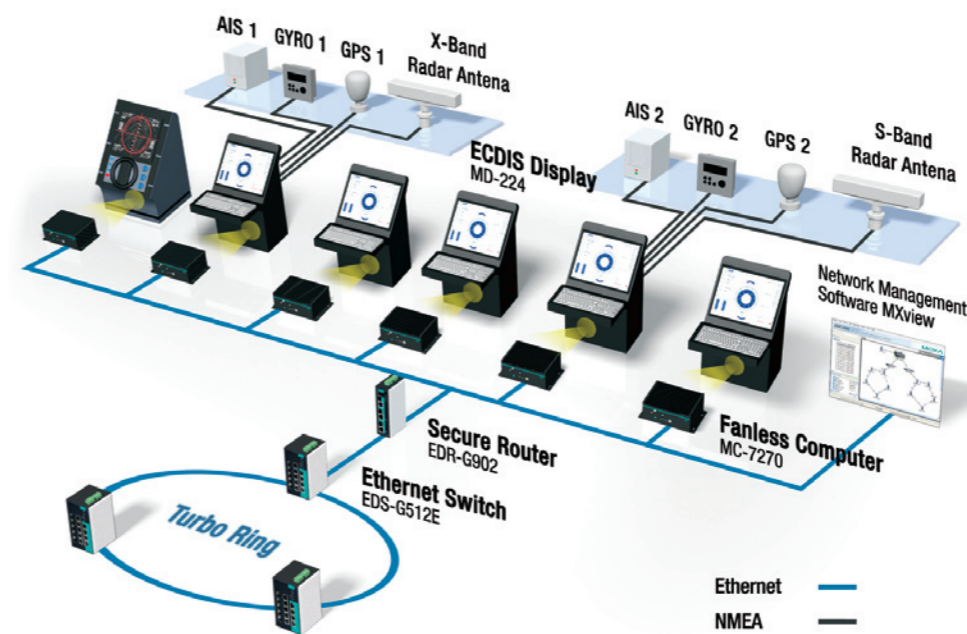 AIS 1
GYRO 1
GPS 1
X-Band
Radar Antena
AIS 2
GYRO 2
GPS 2
S-Band
Radar Antena
ECDIS Display
MD-224
Network Management
Software MXview
MOXA
Secure Router
EDR-G902
Fanless Computer
MC-7270
Ethernet Switch
EDS-G512E
Turbo Ring
Ethernet
NMEA